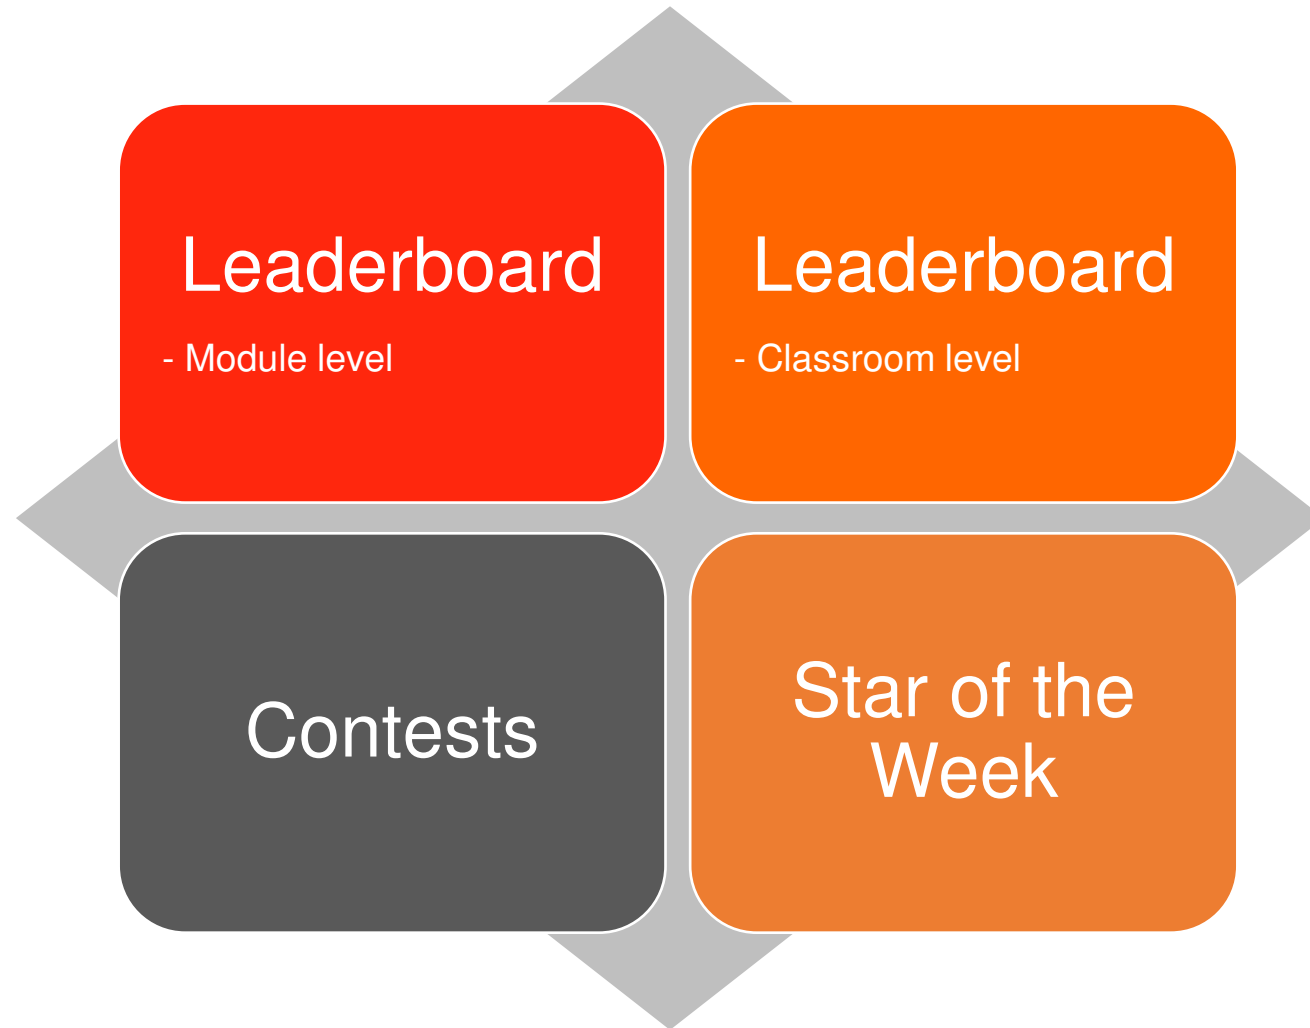 Leaderboard
- Module level
Leaderboard
- Classroom level
Contests
Star of the
Week